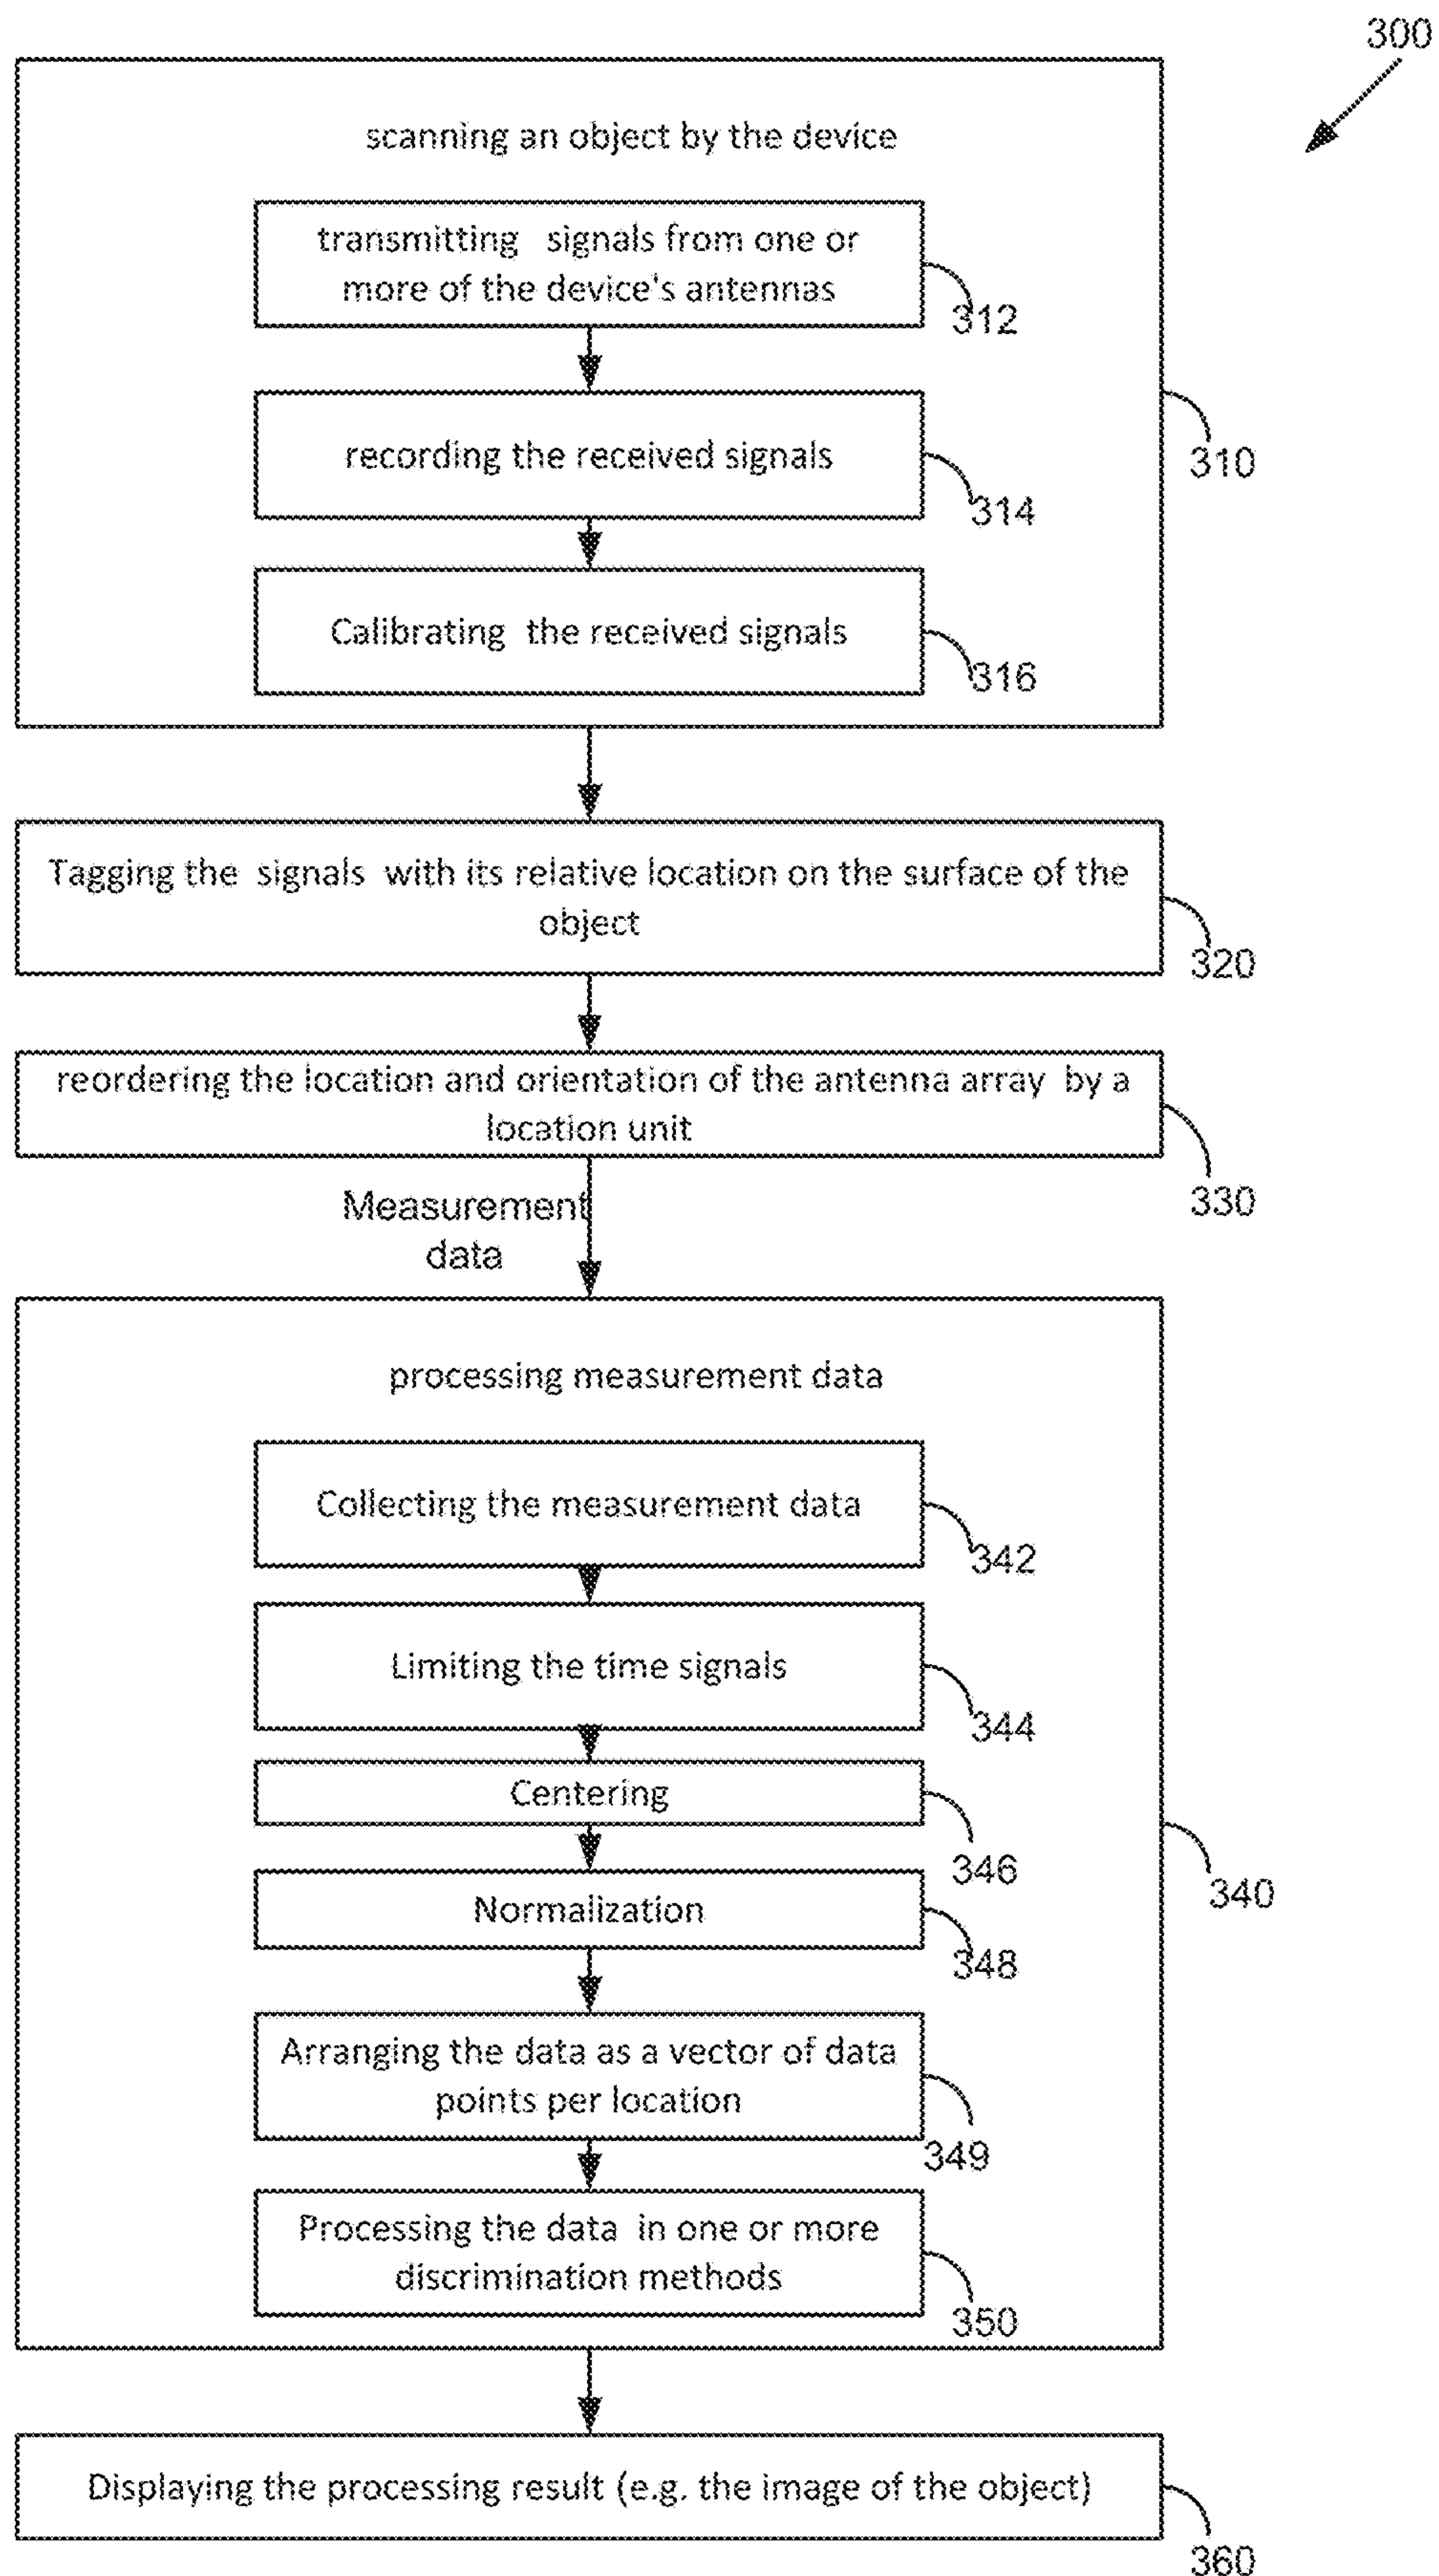 300
scanning an object by the device
transmitting signals from one or
more of the device's antennas
312
recording the received signals
314
310
Calibrating the received signals
316
Tagging the signals with its relative location on the surface of the
object
320
reordering the location and orientation of the antenna array by a
location unit
330
Measurement
data
processing measurement data
Collecting the measurement data
342
Limiting the time signals
344
Centering
346
340
Normalization
348
Arranging the data as a vector of data
points per location
349
Processing the data in one or more
discrimination methods
350
Displaying the processing result (e.g. the image of the object)
360